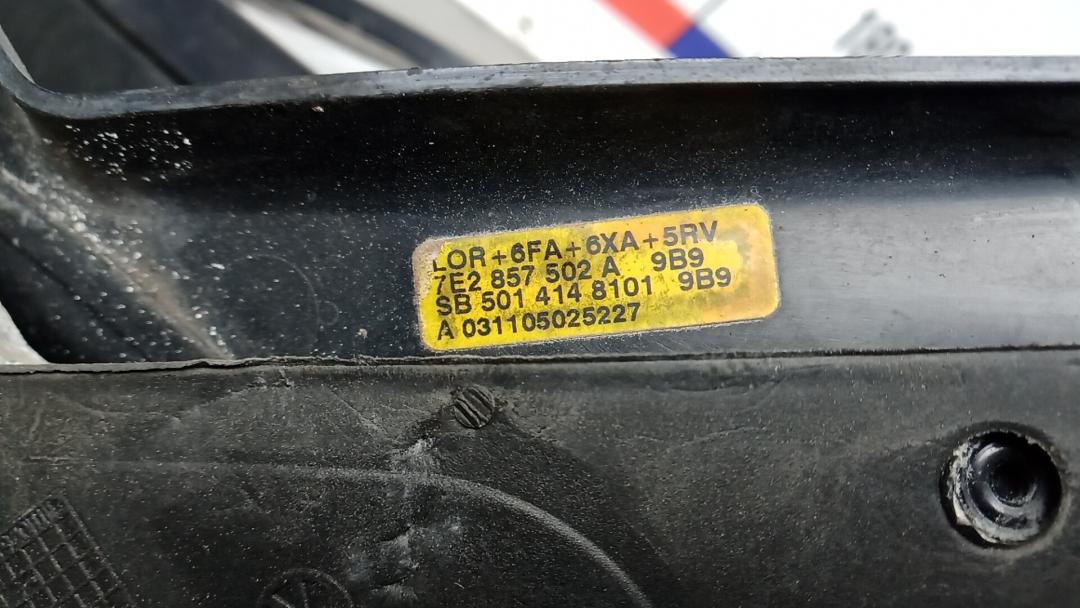 LOR+6FA+6XA+5RV
7E2 857 502 A 9B9
SB 501 414 8101 9B9
A 031105025227